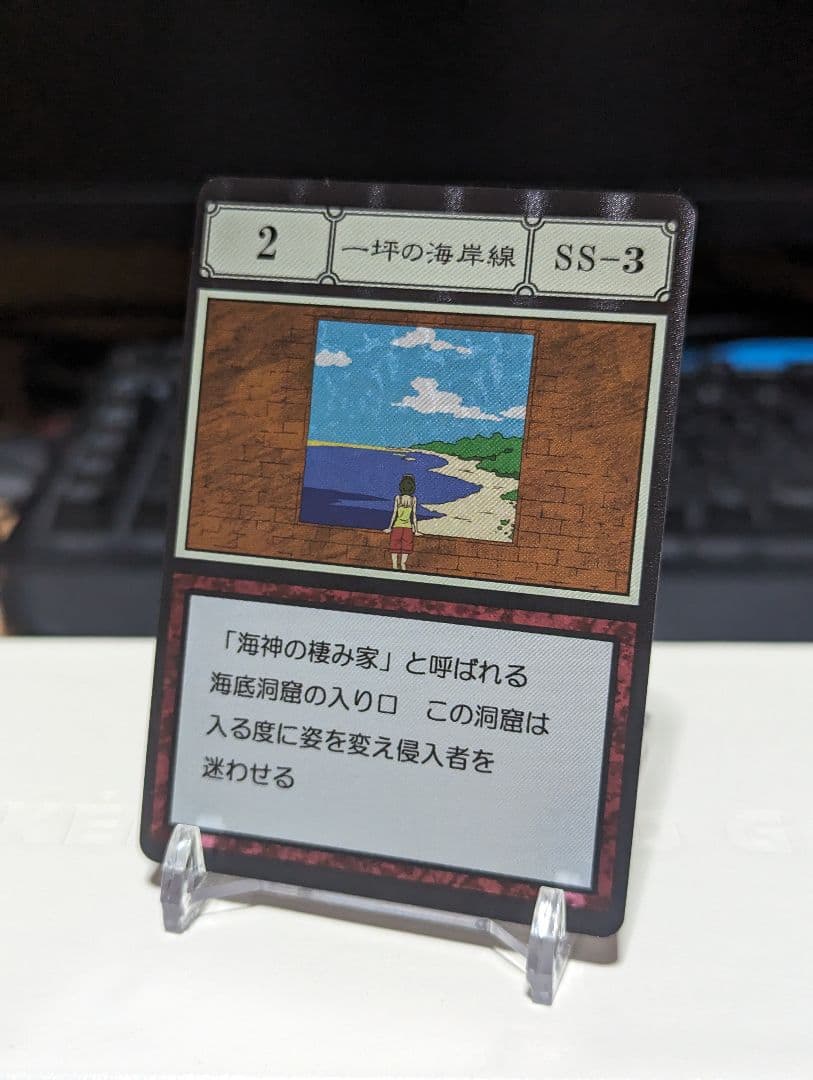 2
一坪の海岸線
SS-3
「海神の棲み家」と呼ばれる
海底洞窟の入り口　この洞窟は
入る度に姿を変え侵入者を
迷わせる